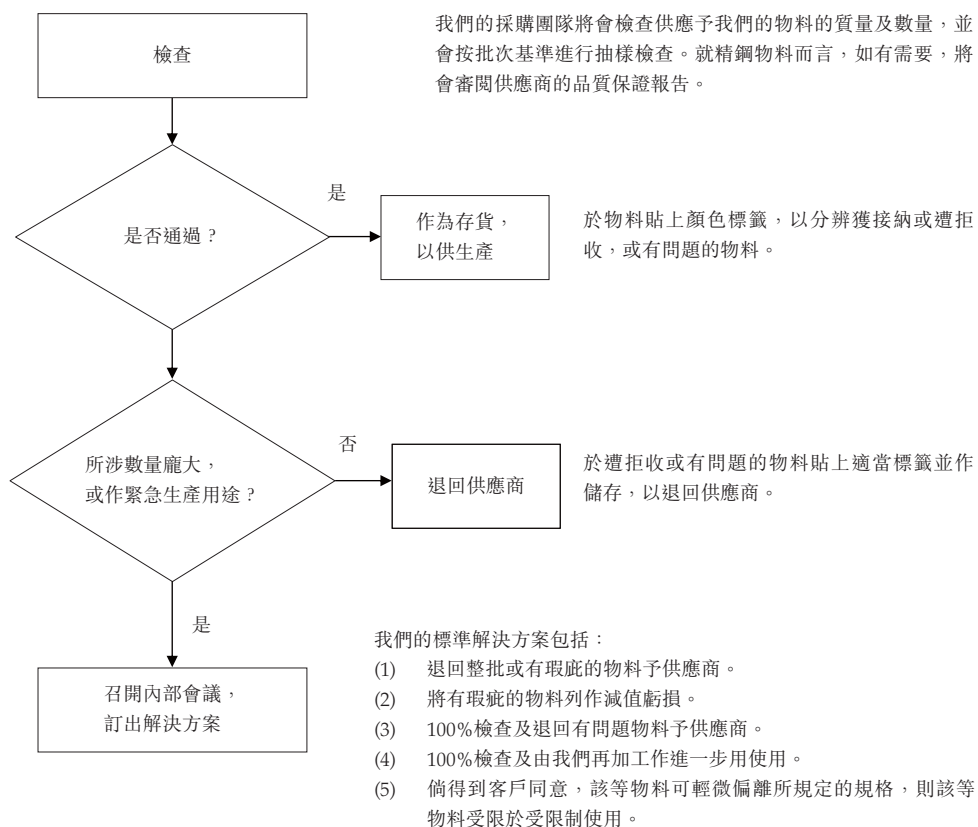 檢查
我們的採購團隊將會檢查供應予我們的物料的質量及數量，並
會按批次基準進行抽樣檢查。就精鋼物料而言，如有需要，將
會審閱供應商的品質保證報告。
是否通過？
是
作為存貨，
以供生產
於物料貼上顏色標籤，以分辨獲接納或遭拒
收，或有問題的物料。
所涉數量龐大，
或作緊急生產用途？
否
退回供應商
於遭拒收或有問題的物料貼上適當標籤並作
儲存，以退回供應商。
是
召開內部會議，
訂出解決方案
我們的標準解決方案包括：
(1) 退回整批或有瑕疵的物料予供應商。
(2) 將有瑕疵的物料列作減值虧損。
(3) 100%檢查及退回有問題物料予供應商。
(4) 100%檢查及由我們再加工作進一步用使用。
(5) 倘得到客戶同意，該等物料可輕微偏離所規定的規格，則該等
物料受限於受限制使用。